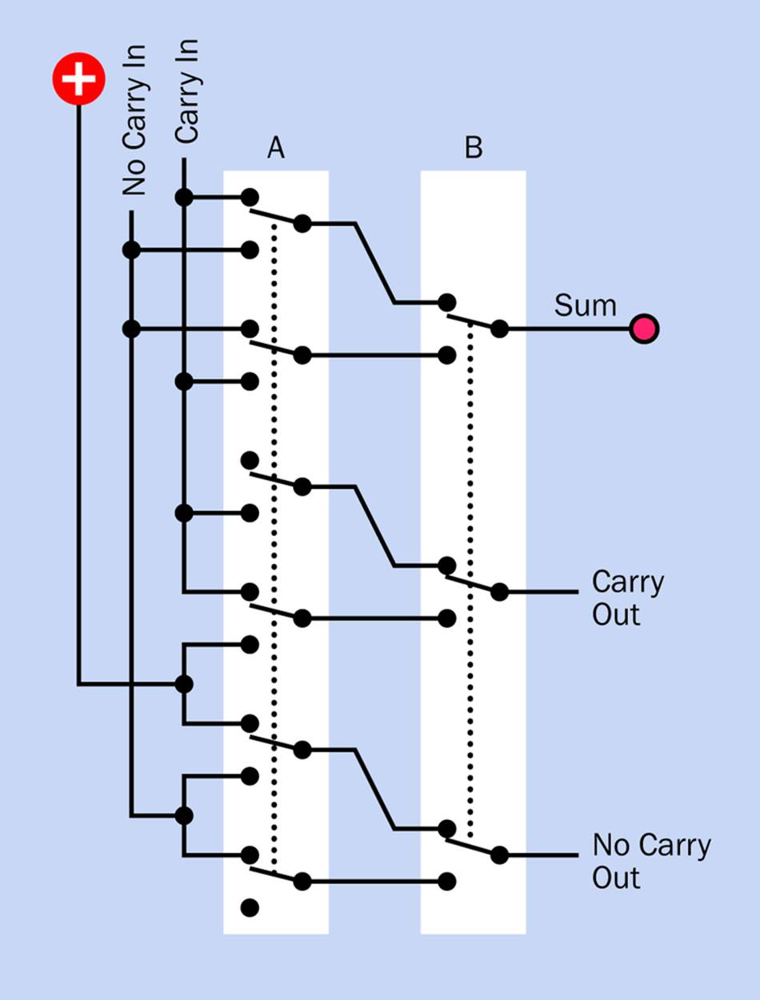 +
No Carry In
Carry In
A
B
Sum
Carry
Out
No Carry
Out